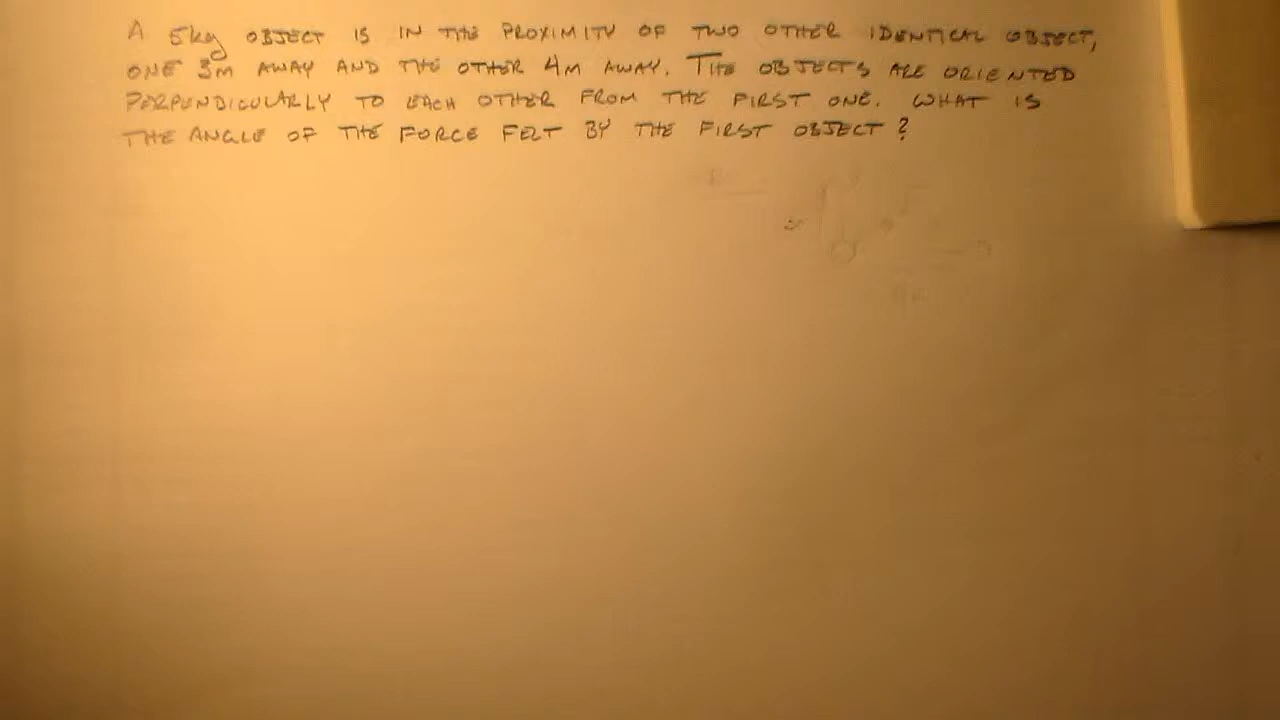 A 5kg OBJECT IS IN THE PROXIMITY OF TWO OTHER IDENTICAL OBJECT,
ONE 3M AWAY AND THE OTHER 4M AWAY. THE OBJECTS ARE ORIENTED
PERPENDICULARLY TO EACH OTHER FROM THE FIRST ONE. WHAT IS
THE ANGLE OF THE FORCE FELT BY THE FIRST OBJECT?